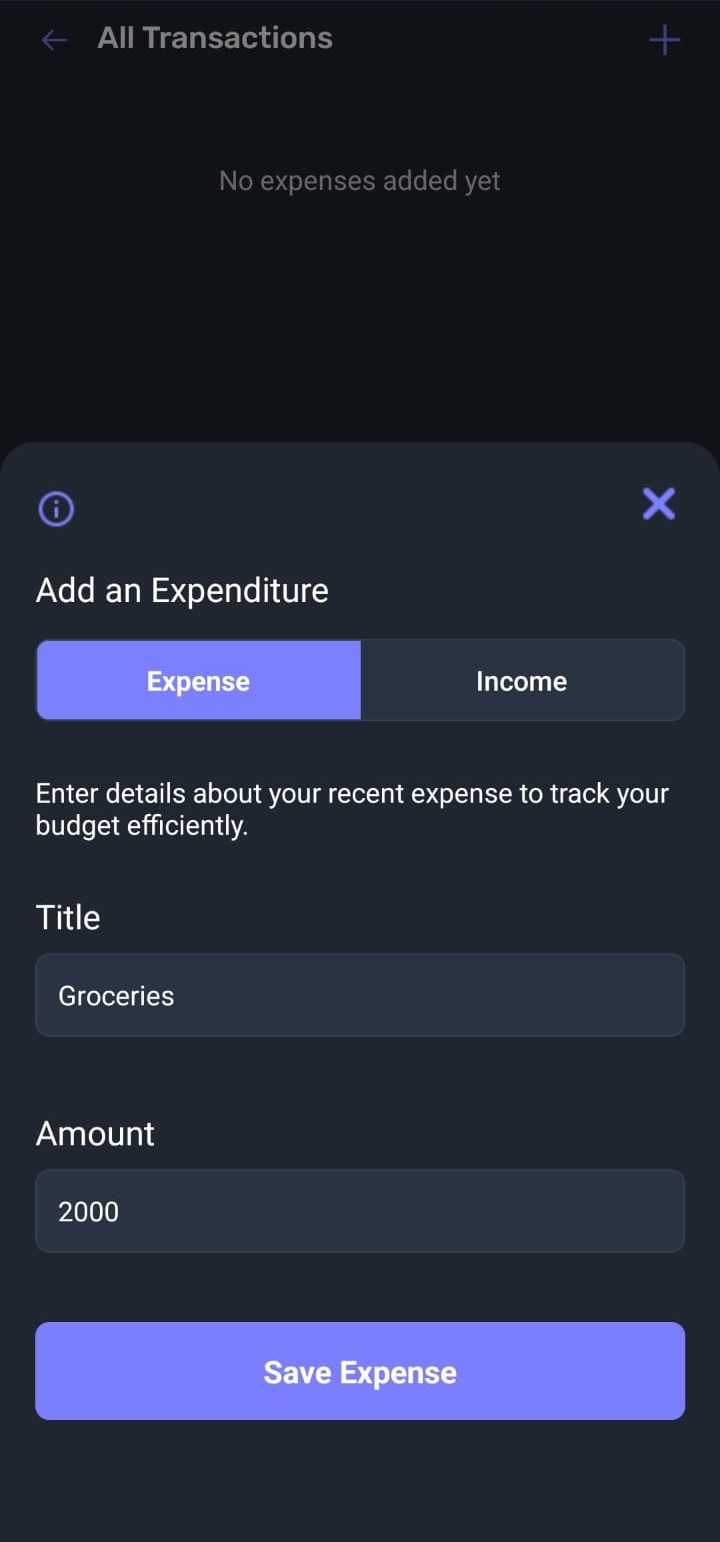 All Transactions
No expenses added yet
Add an Expenditure
Expense
Income
Enter details about your recent expense to track your
budget efficiently.
Title
Groceries
Amount
2000
Save Expense